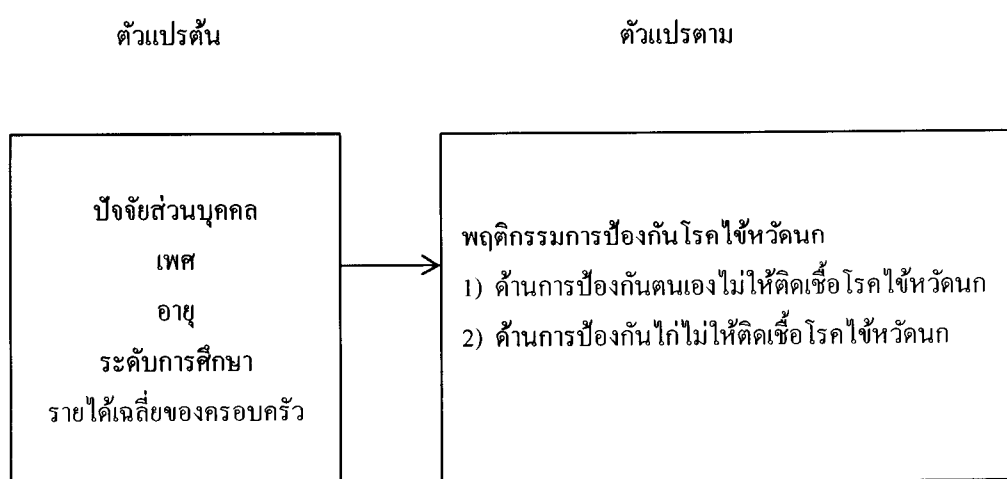 ตัวแปรต้น
ตัวแปรตาม
ปัจจัยส่วนบุคคล
เพศ
อายุ
ระดับการศึกษา
รายได้เฉลี่ยของครอบครัว
พฤติกรรมการป้องกันโรคไข้หวัดนก
1) ด้านการป้องกันตนเองไม่ให้ติดเชื้อโรคไข้หวัดนก
2) ด้านการป้องกันไก่ไม่ให้ติดเชื้อโรคไข้หวัดนก